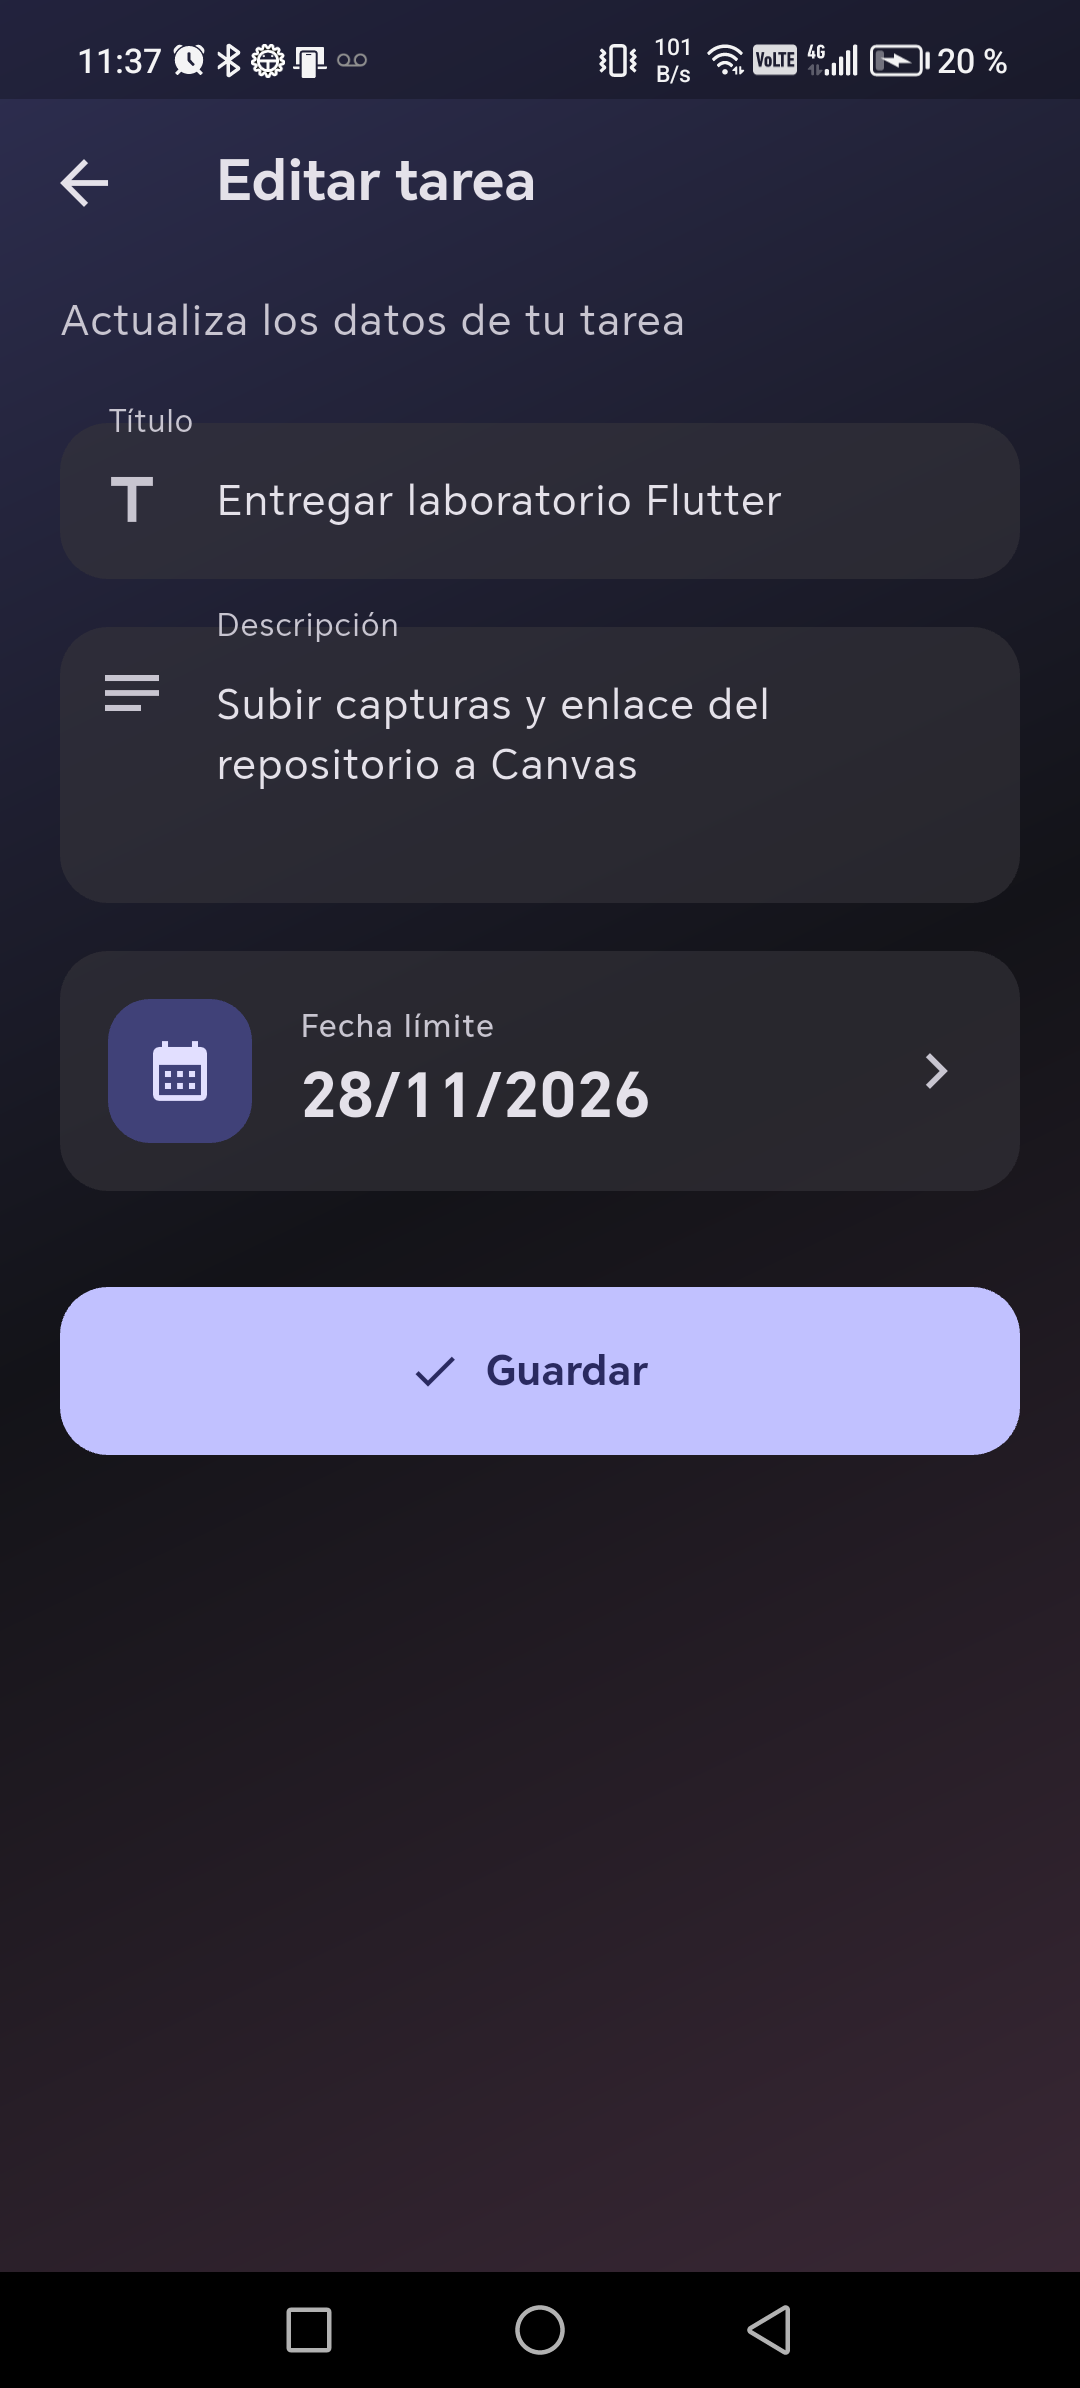 11:37 101 B/s VoLTE 4G 20 %
Editar tarea
Actualiza los datos de tu tarea
Título
T Entregar laboratorio Flutter
Descripción
Subir capturas y enlace del
repositorio a Canvas
Fecha límite
28/11/2026
Guardar